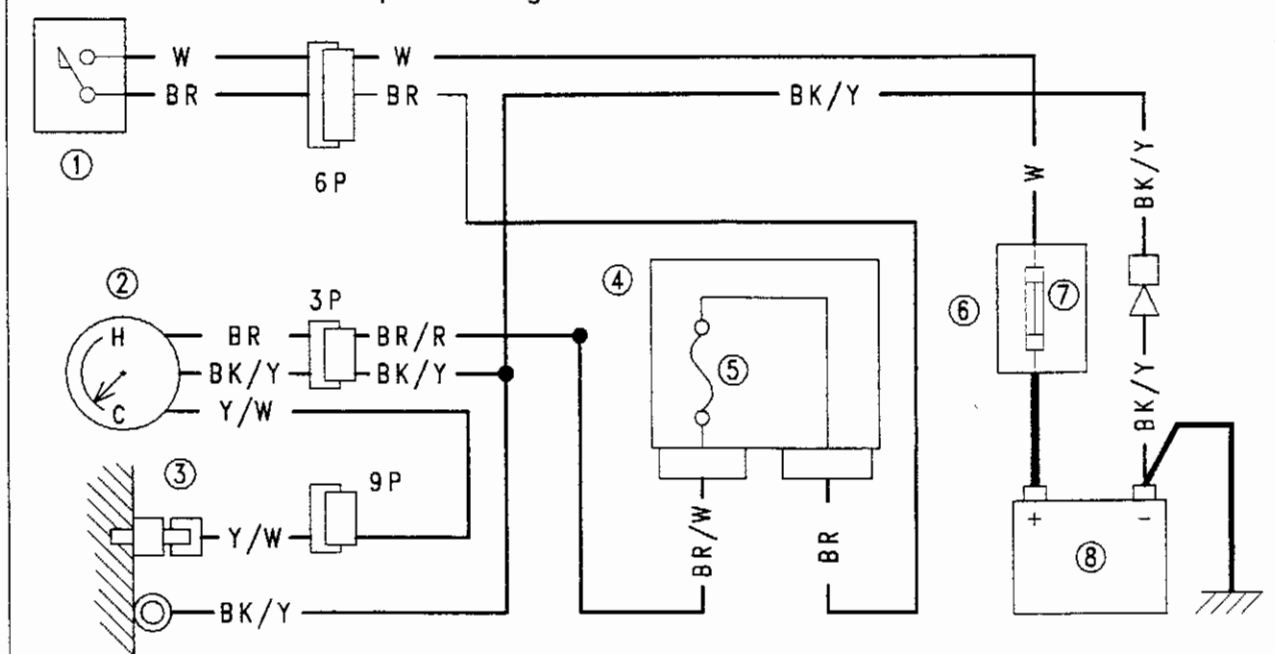 W W
BR BR
BK/Y
①
6P
W
BK/Y
②
3P
④
⑥
⑦
H
BR BR/R
BK/Y BK/Y
⑤
C
Y/W
BK/Y
③
9P
Y/W
BR/W
BR
+ -
⑧
BK/Y